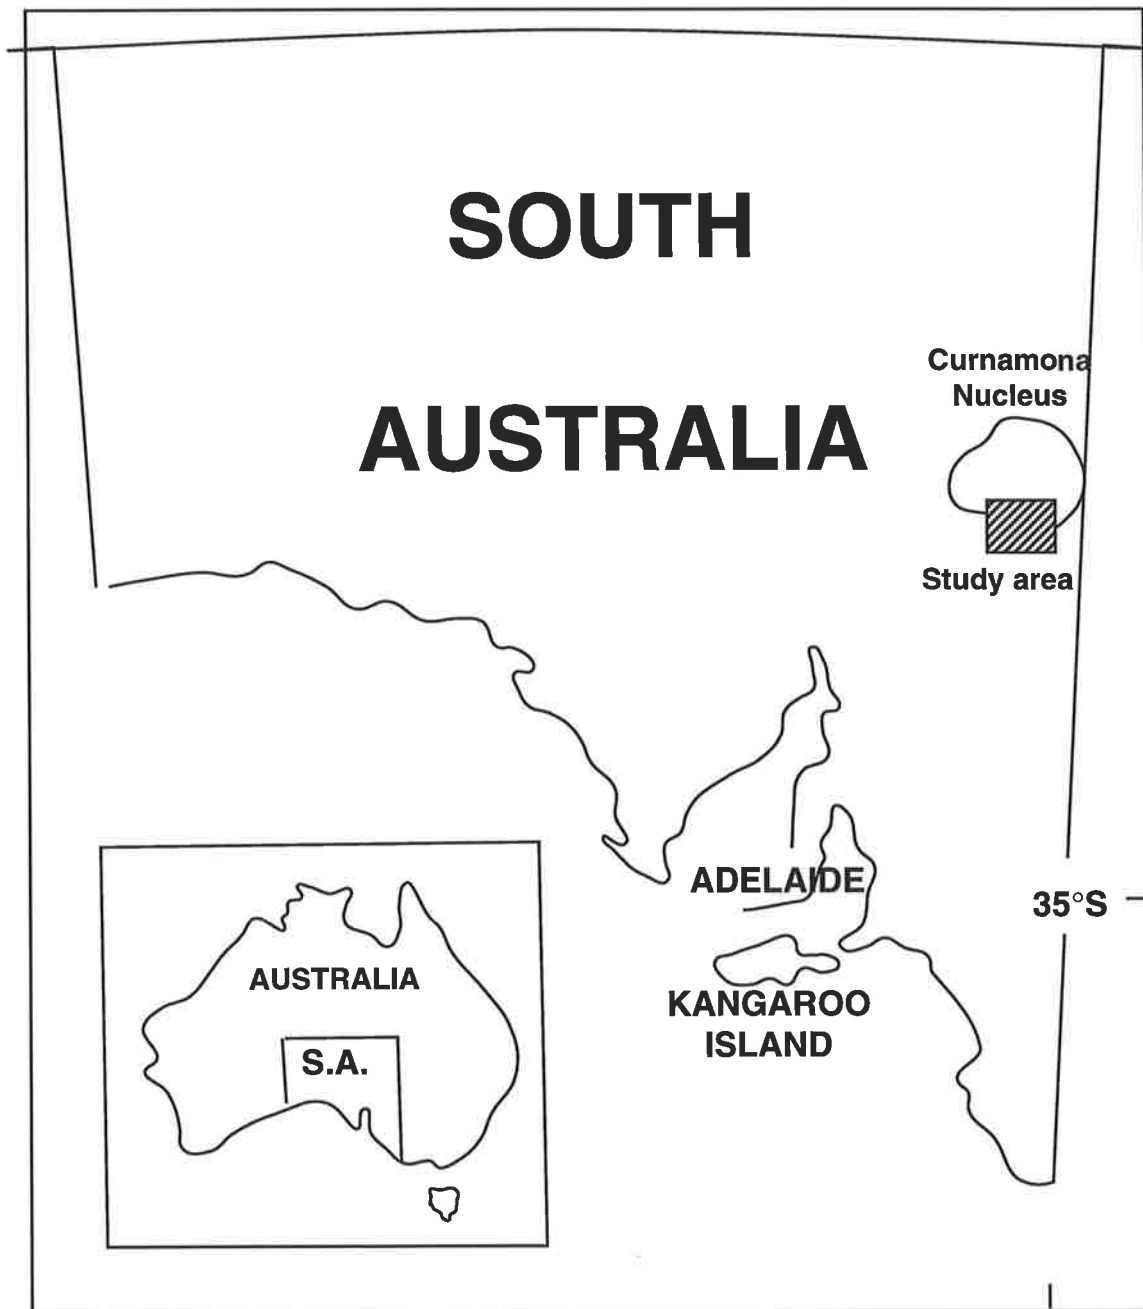 SOUTH
AUSTRALIA
Curnamona
Nucleus
Study area
ADELAIDE
35°S
KANGAROO
ISLAND
AUSTRALIA
S.A.